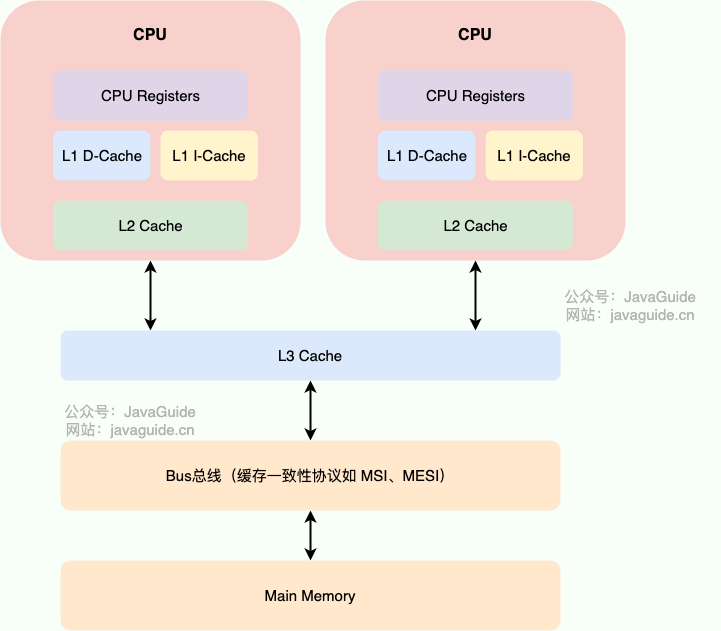 CPU
CPU
CPU Registers
CPU Registers
L1 D-Cache
L1 I-Cache
L1 D-Cache
L1 I-Cache
L2 Cache
L2 Cache
公众号：JavaGuide
网站：javaguide.cn
L3 Cache
公众号：JavaGuide
网站：javaguide.cn
Bus总线（缓存一致性协议如 MSI、MESI）
Main Memory